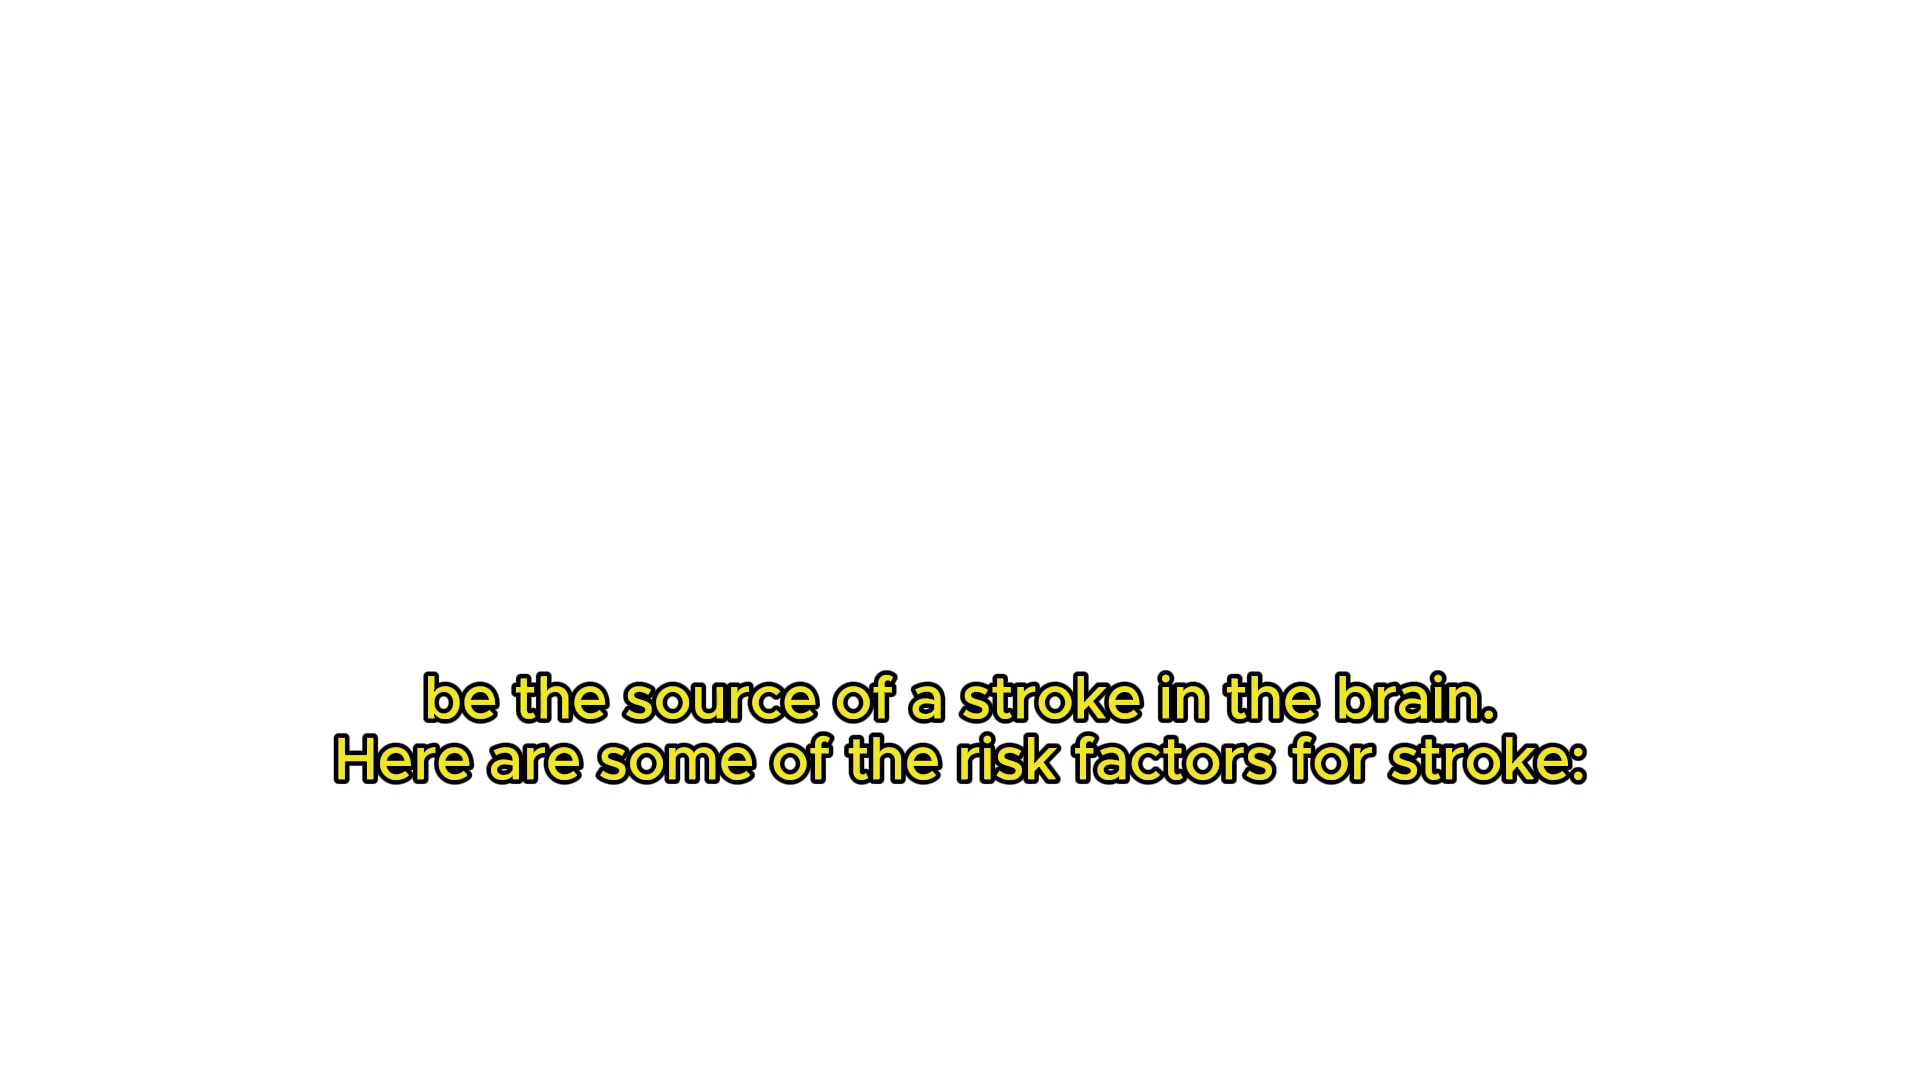 be the source of a stroke in the brain.
Here are some of the risk factors for stroke: